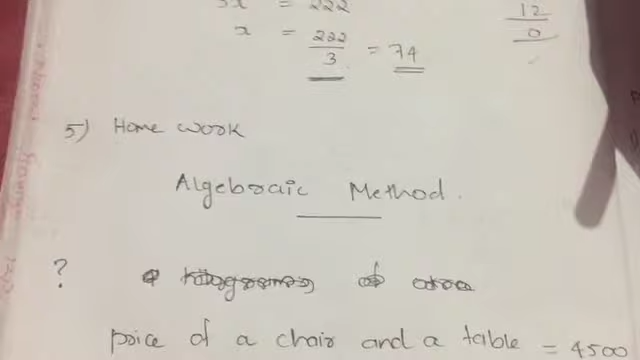 3x = 222
x = 222/3 = 74
12
0
5) Home work
Algebraic Method.
?
price of a chair and a table = 4500